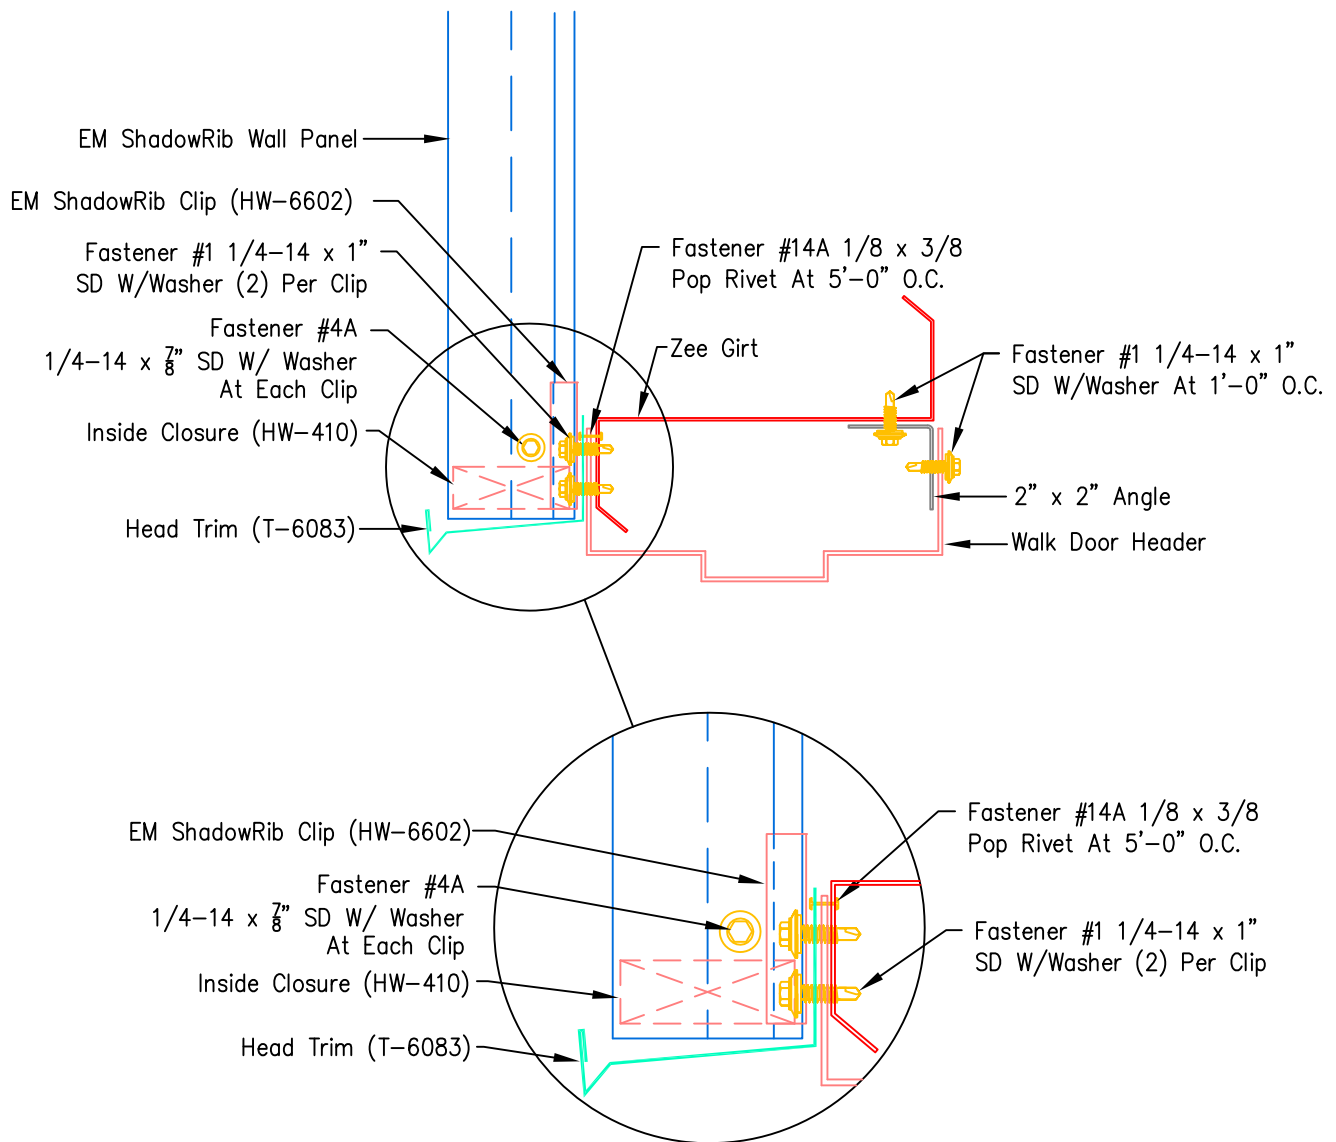 EM ShadowRib Wall Panel
EM ShadowRib Clip (HW-6602)
Fastener #1 1/4-14 x 1"
SD W/Washer (2) Per Clip
Fastener #4A
1/4-14 x 7/8" SD W/ Washer
At Each Clip
Inside Closure (HW-410)
Head Trim (T-6083)
Fastener #14A 1/8 x 3/8
Pop Rivet At 5'-0" O.C.
Zee Girt
Fastener #1 1/4-14 x 1"
SD W/Washer At 1'-0" O.C.
2" x 2" Angle
Walk Door Header
EM ShadowRib Clip (HW-6602)
Fastener #4A
1/4-14 x 7/8" SD W/ Washer
At Each Clip
Inside Closure (HW-410)
Head Trim (T-6083)
Fastener #14A 1/8 x 3/8
Pop Rivet At 5'-0" O.C.
Fastener #1 1/4-14 x 1"
SD W/Washer (2) Per Clip